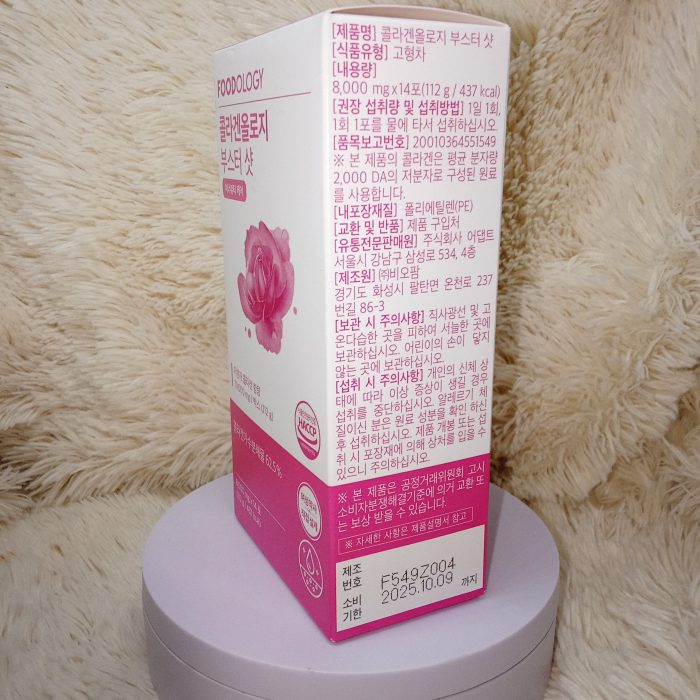 FOODOLOGY
콜라겐올로지
부스터 샷
HACCP
[제품명] 콜라겐올로지 부스터 샷
[식품유형] 고형차
[내용량]
8,000 mg x14포(112 g / 437 kcal)
[권장 섭취량 및 섭취방법] 1일 1회,
1회 1포를 물에 타서 섭취하십시오.
[품목보고번호] 20010364551549
※ 본 제품의 콜라겐은 평균 분자량
2,000 DA의 저분자로 구성된 원료
를 사용합니다.
[내포장재질] 폴리에틸렌(PE)
[교환 및 반품] 제품 구입처
[유통전문판매원] 주식회사 어댑트
서울시 강남구 삼성로 534, 4층
[제조원] ㈜비오팜
경기도 화성시 팔탄면 온천로 237
번길 86-3
[보관 시 주의사항] 직사광선 및 고
온다습한 곳을 피하여 서늘한 곳에
보관하십시오. 어린이의 손이 닿지
않는 곳에 보관하십시오.
[섭취 시 주의사항] 개인의 신체 상
태에 따라 이상 증상이 생길 경우
섭취를 중단하십시오. 알레르기 체
질이신 분은 원료 성분을 확인 하신
후 섭취하십시오. 제품 개봉 또는 섭
취 시 포장재에 의해 상처를 입을 수
있으니 주의하십시오.
※ 본 제품은 공정거래위원회 고시
소비자분쟁해결기준에 의거 교환 또
는 보상 받을 수 있습니다.
※ 자세한 사항은 제품설명서 참고
제조
번호 F549Z004
소비
기한 2025.10.09 까지